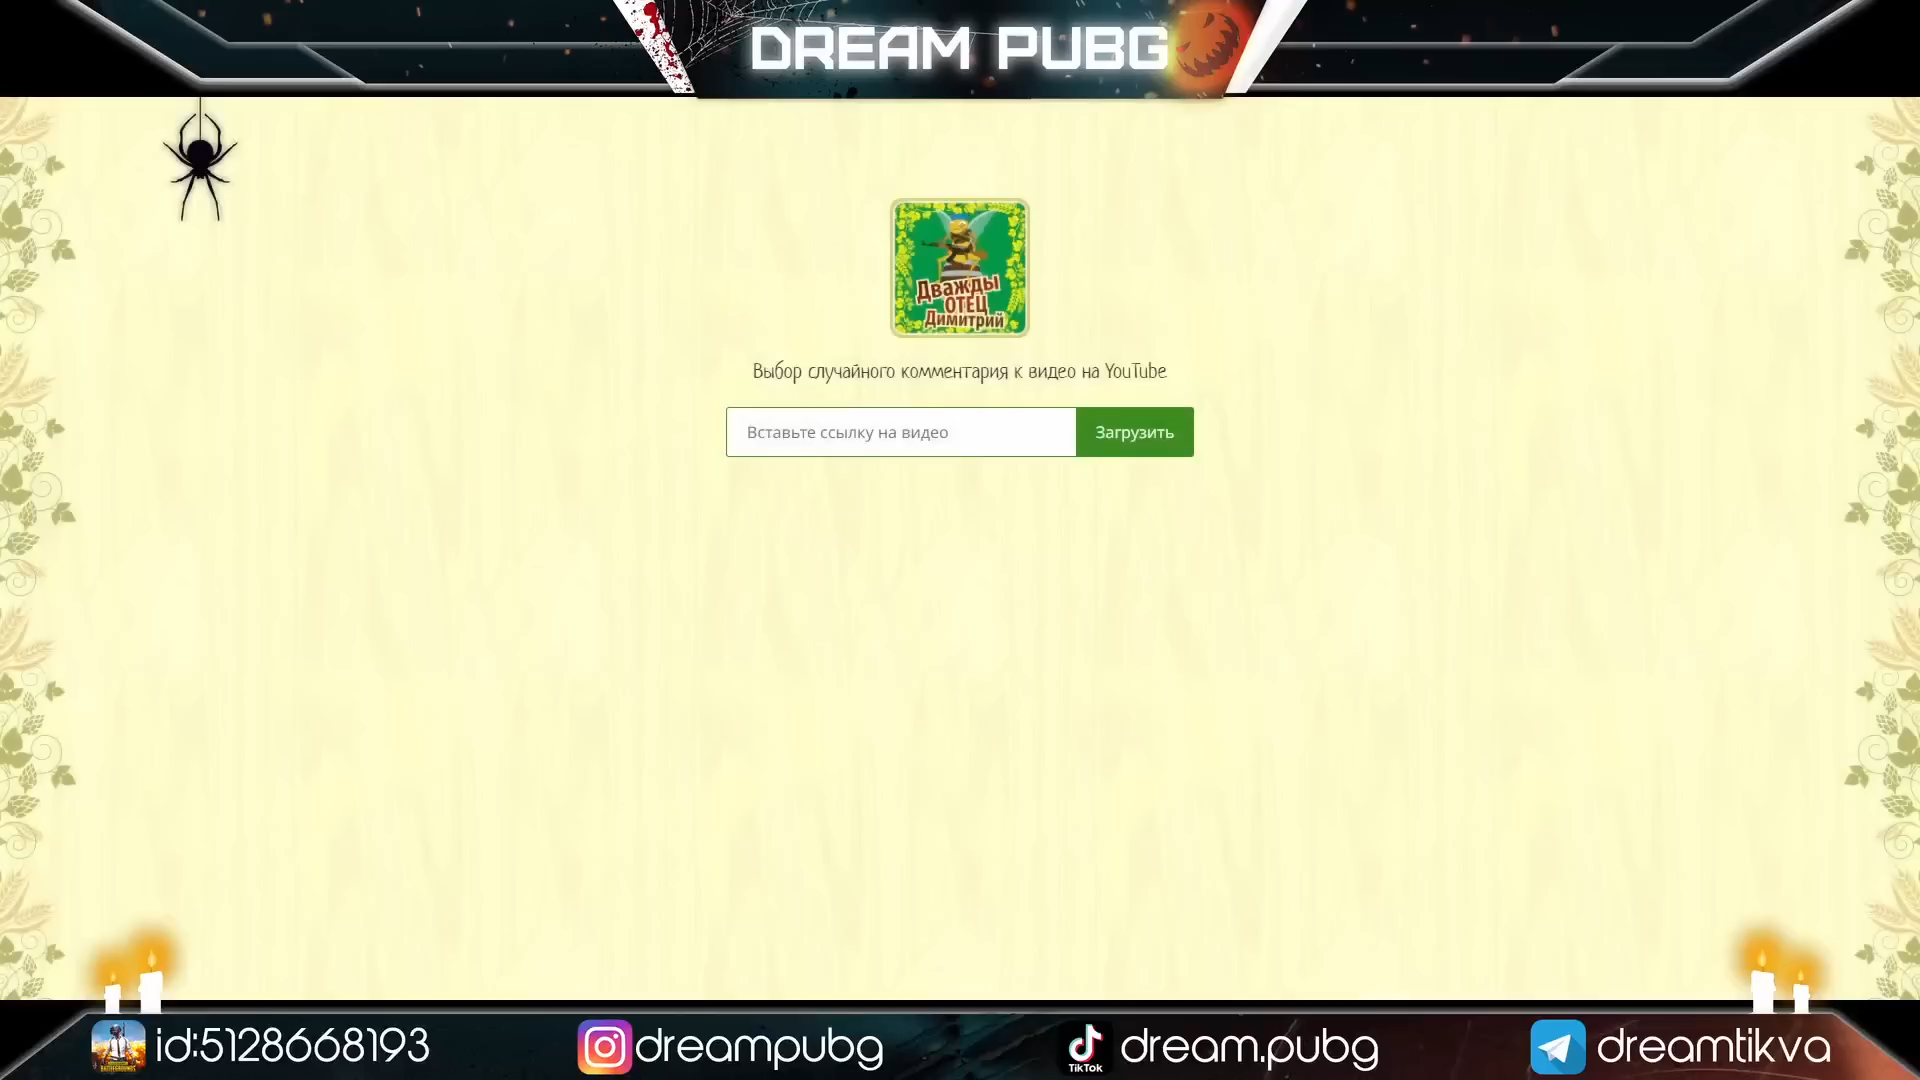 DREAM PUBG
Дважды
ОТЕЦ
Димитрий
Выбор случайного комментария к видео на YouTube
Вставьте ссылку на видео
Загрузить
id:5128668193
dreampubg
TikTok
dream.pubg
dreamtikva